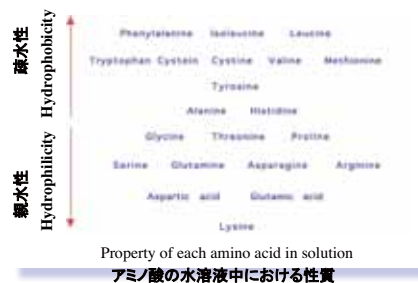 疎水性
Hydrophobicity
Phenylalanine Isoleucine Leucine
Tryptophan Cystein Cystine Valine Methionine
Tyrosine
Alanine Histidine
Glycine Threonine Proline
Serine Glutamine Asparagine Arginine
Aspartic acid Glutamic acid
Lysine
親水性
Hydrophilicity
Property of each amino acid in solution
アミノ酸の水溶液中における性質